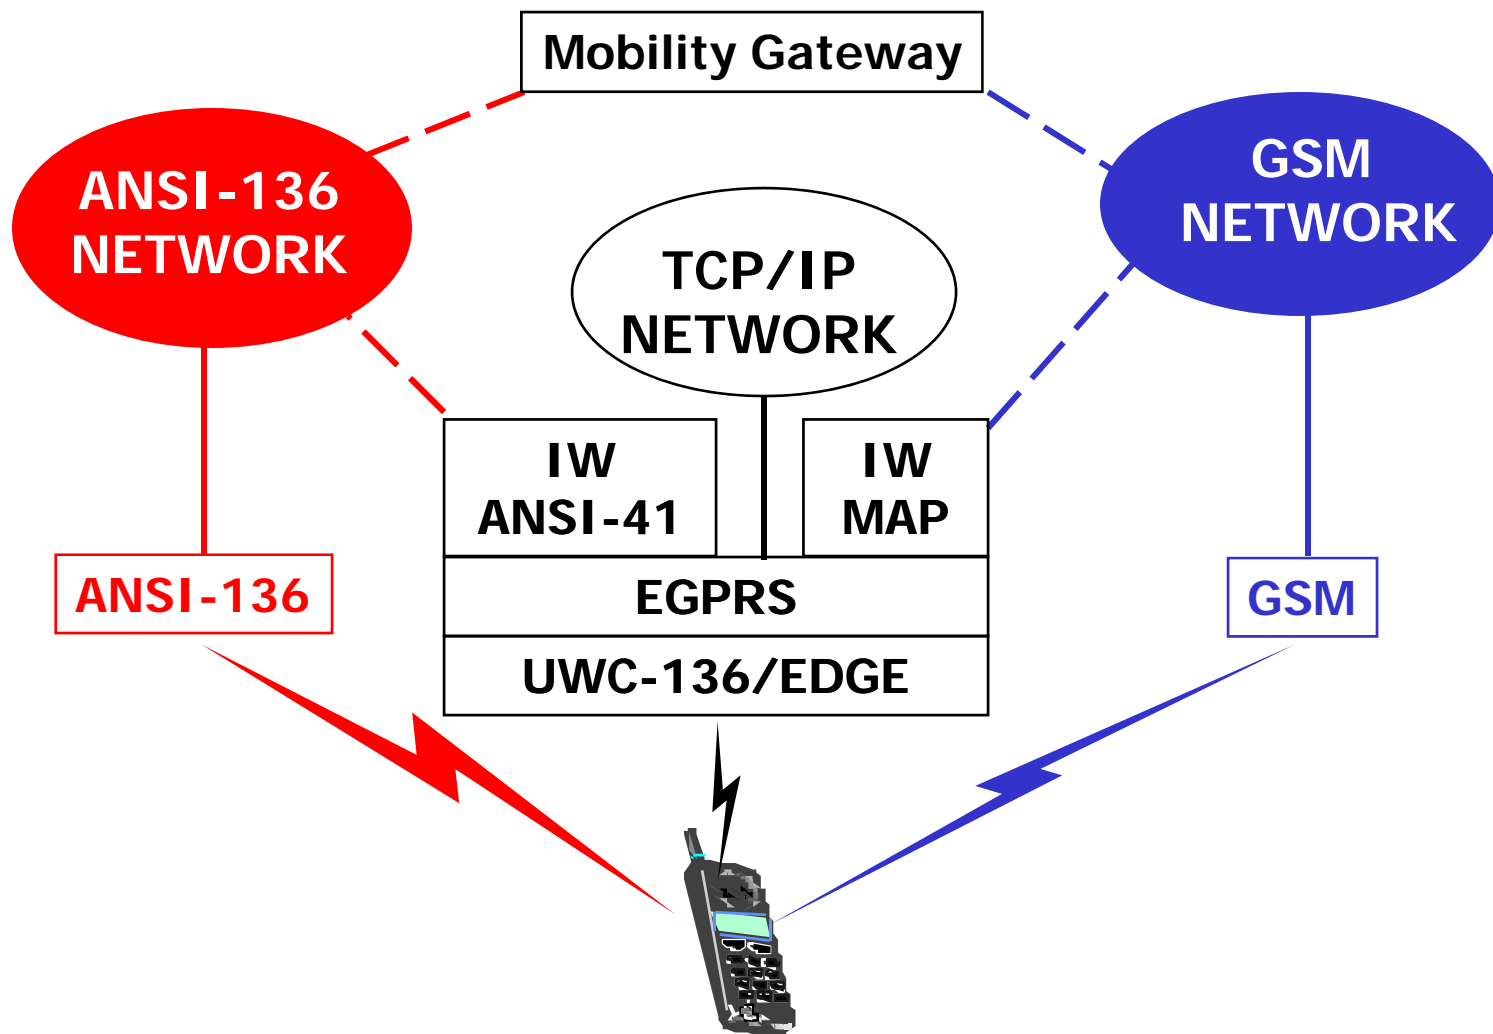 Mobility Gateway
ANSI-136
NETWORK
GSM
NETWORK
TCP/IP
NETWORK
IW
ANSI-41
IW
MAP
ANSI-136
EGPRS
GSM
UWC-136/EDGE